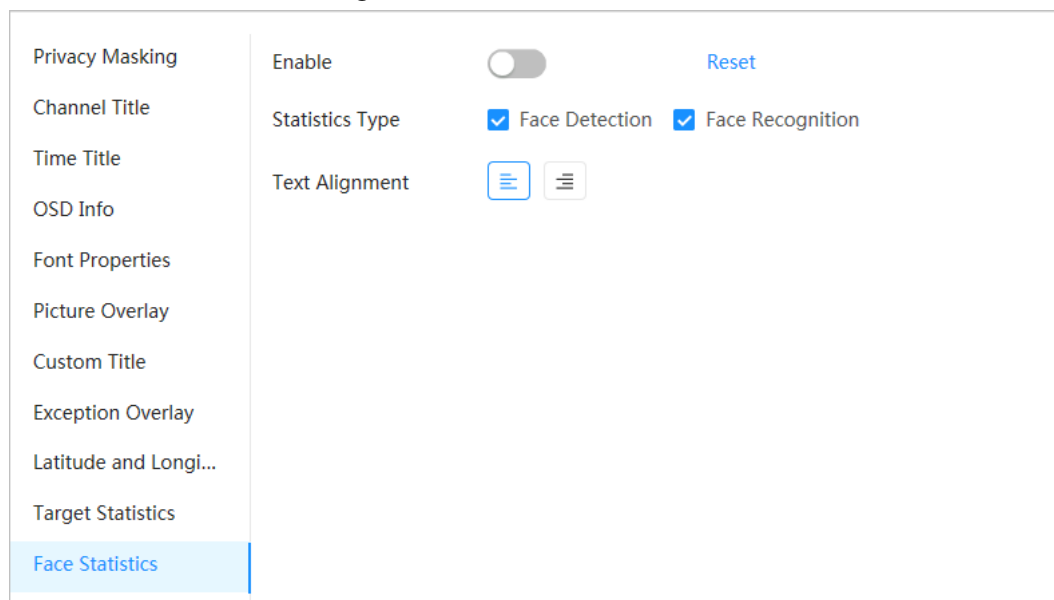 Privacy Masking
Channel Title
Time Title
OSD Info
Font Properties
Picture Overlay
Custom Title
Exception Overlay
Latitude and Longi...
Target Statistics
Face Statistics
Enable Reset
Statistics Type Face Detection Face Recognition
Text Alignment